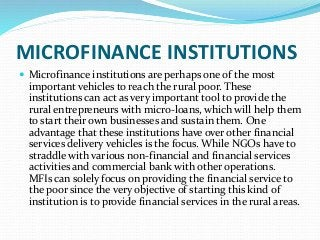 MICROFINANCE INSTITUTIONS
Microfinance institutions are perhaps one of the most
important vehicles to reach the rural poor. These
institutions can act as very important tool to provide the
rural entrepreneurs with micro-loans, which will help them
to start their own businesses and sustain them. One
advantage that these institutions have over other financial
services delivery vehicles is the focus. While NGOs have to
straddle with various non-financial and financial services
activities and commercial bank with other operations.
MFIs can solely focus on providing the financial service to
the poor since the very objective of starting this kind of
institution is to provide financial services in the rural areas.